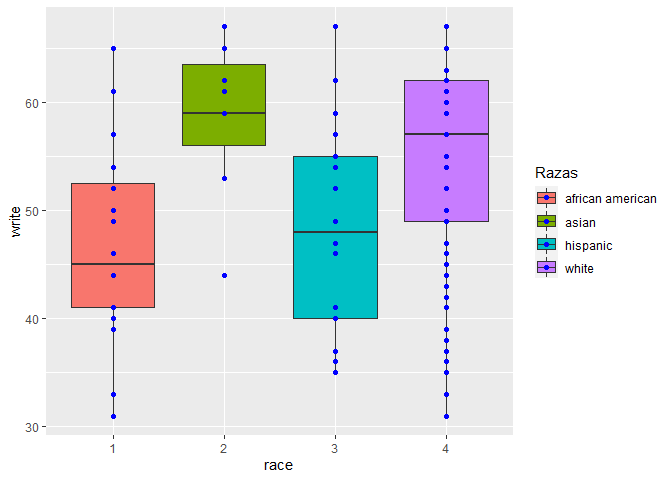 60
50
40
30
write
1 2 3 4
race
Razas
african american
asian
hispanic
white